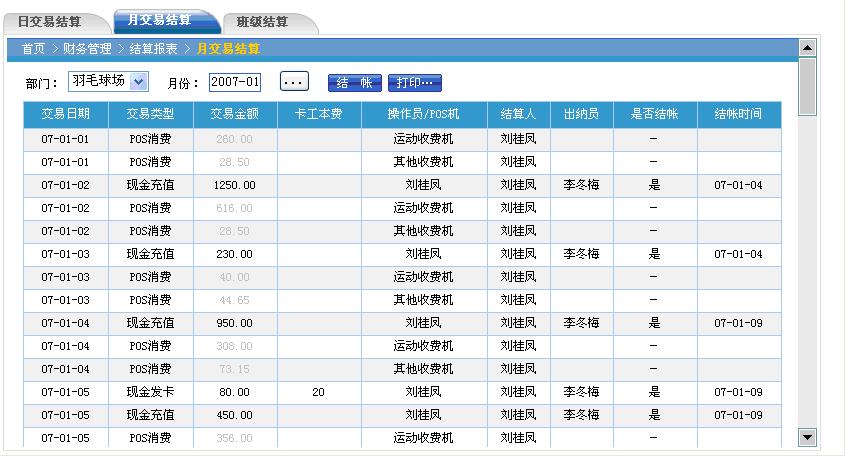 日交易结算 月交易结算 班级结算
首页 > 财务管理 > 结算报表 > 月交易结算
部门： 羽毛球场 月份： 2007-01 ... 结 帐 打印…
交易日期 交易类型 交易金额 卡工本费 操作员/POS机 结算人 出纳员 是否结帐 结帐时间
07-01-01 POS消费 260.00 运动收费机 刘桂凤 —
07-01-01 POS消费 28.50 其他收费机 刘桂凤 —
07-01-02 现金充值 1250.00 刘桂凤 刘桂凤 李冬梅 是 07-01-04
07-01-02 POS消费 616.00 运动收费机 刘桂凤 —
07-01-02 POS消费 28.50 其他收费机 刘桂凤 —
07-01-03 现金充值 230.00 刘桂凤 刘桂凤 李冬梅 是 07-01-04
07-01-03 POS消费 40.00 运动收费机 刘桂凤 —
07-01-03 POS消费 44.65 其他收费机 刘桂凤 —
07-01-04 现金充值 950.00 刘桂凤 刘桂凤 李冬梅 是 07-01-09
07-01-04 POS消费 308.00 运动收费机 刘桂凤 —
07-01-04 POS消费 73.15 其他收费机 刘桂凤 —
07-01-05 现金发卡 80.00 20 刘桂凤 刘桂凤 李冬梅 是 07-01-09
07-01-05 现金充值 450.00 刘桂凤 刘桂凤 李冬梅 是 07-01-09
07-01-05 POS消费 356.00 运动收费机 刘桂凤 —